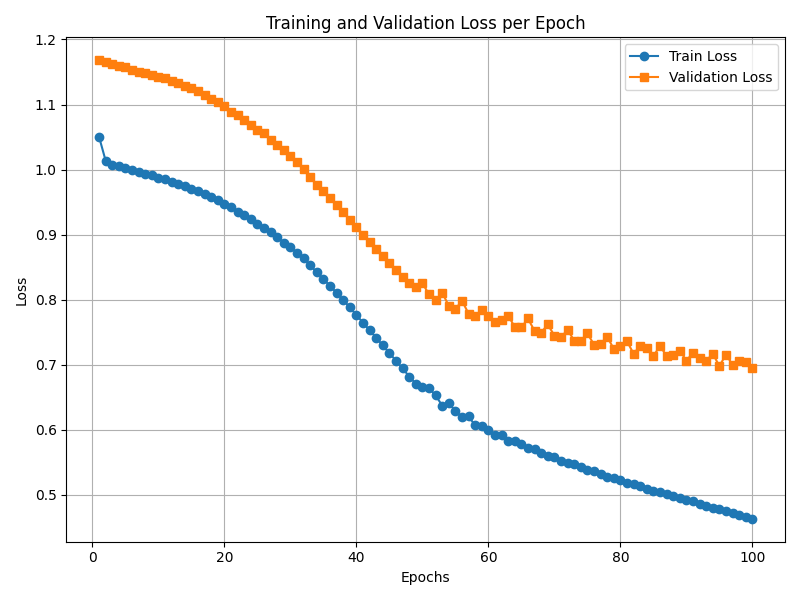 Training and Validation Loss per Epoch
Train Loss
Validation Loss
1.2
1.1
1.0
0.9
0.8
0.7
0.6
0.5
Loss
0 20 40 60 80 100
Epochs